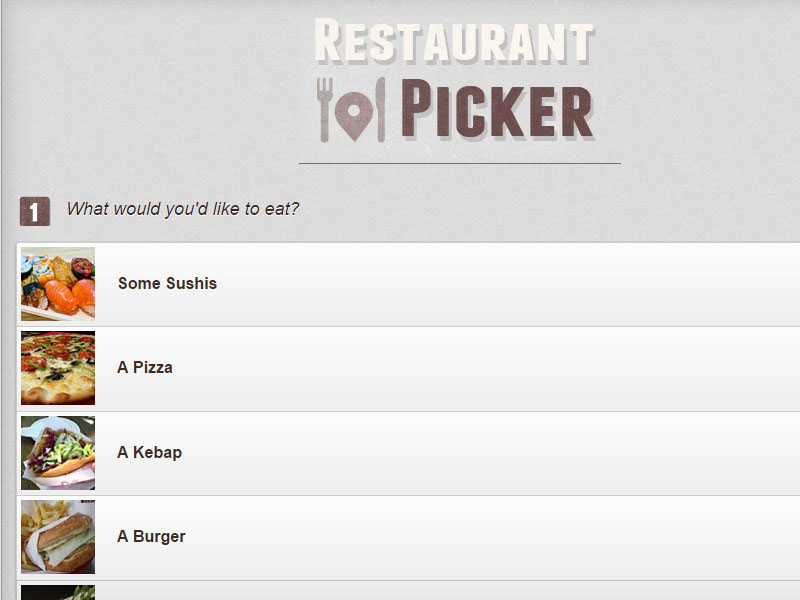 Restaurant
Picker
1 What would you'd like to eat?
Some Sushis
A Pizza
A Kebap
A Burger